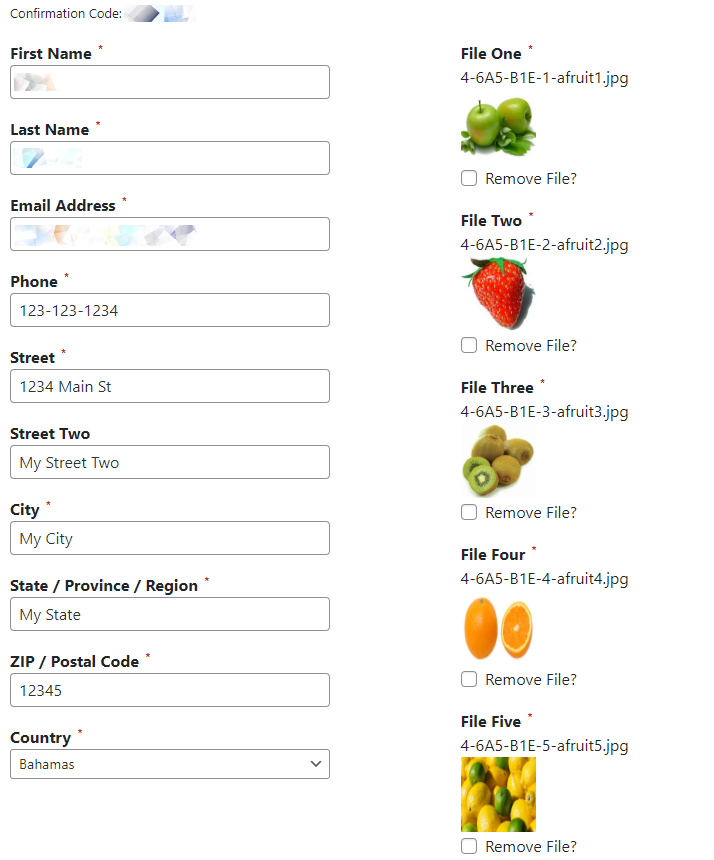 Confirmation Code:
First Name *
Last Name *
Email Address *
Phone *
123-123-1234
Street *
1234 Main St
Street Two
My Street Two
City *
My City
State / Province / Region *
My State
ZIP / Postal Code *
12345
Country *
Bahamas
File One *
4-6A5-B1E-1-afruit1.jpg
Remove File?
File Two *
4-6A5-B1E-2-afruit2.jpg
Remove File?
File Three *
4-6A5-B1E-3-afruit3.jpg
Remove File?
File Four *
4-6A5-B1E-4-afruit4.jpg
Remove File?
File Five *
4-6A5-B1E-5-afruit5.jpg
Remove File?